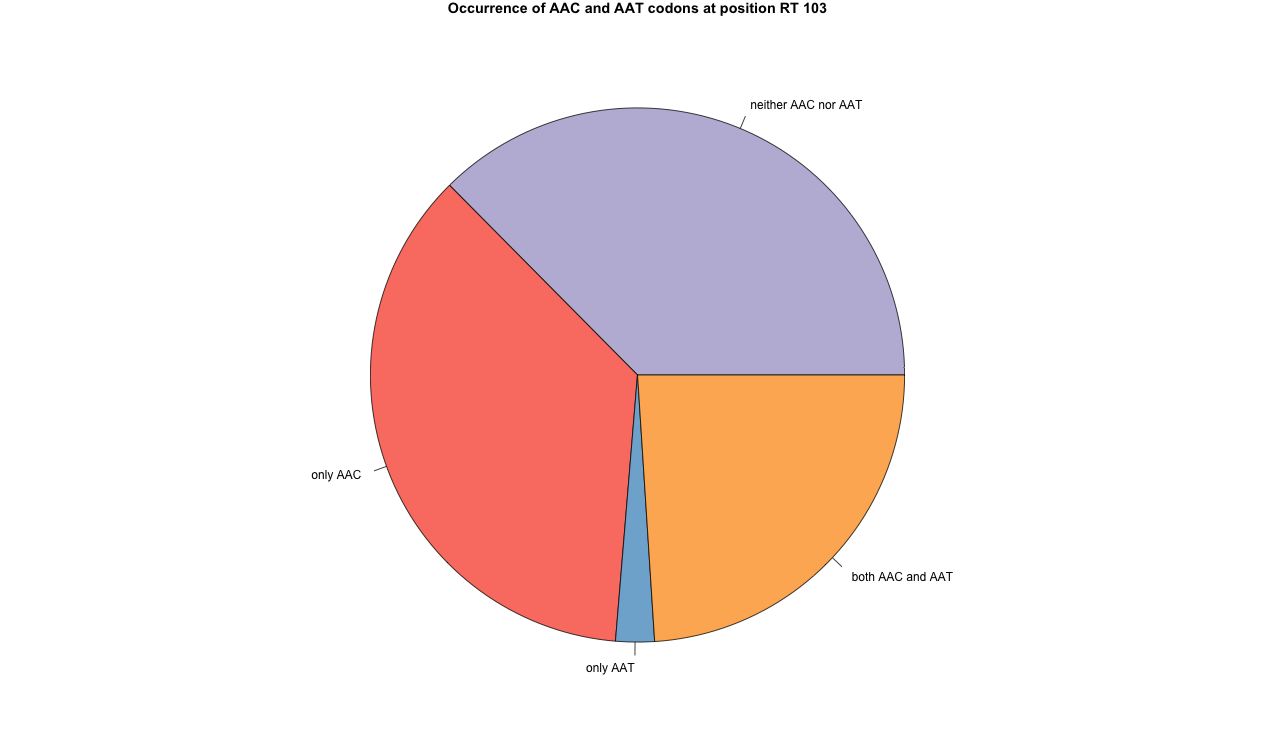 Occurrence of AAC and AAT codons at position RT 103
neither AAC nor AAT
only AAC
both AAC and AAT
only AAT